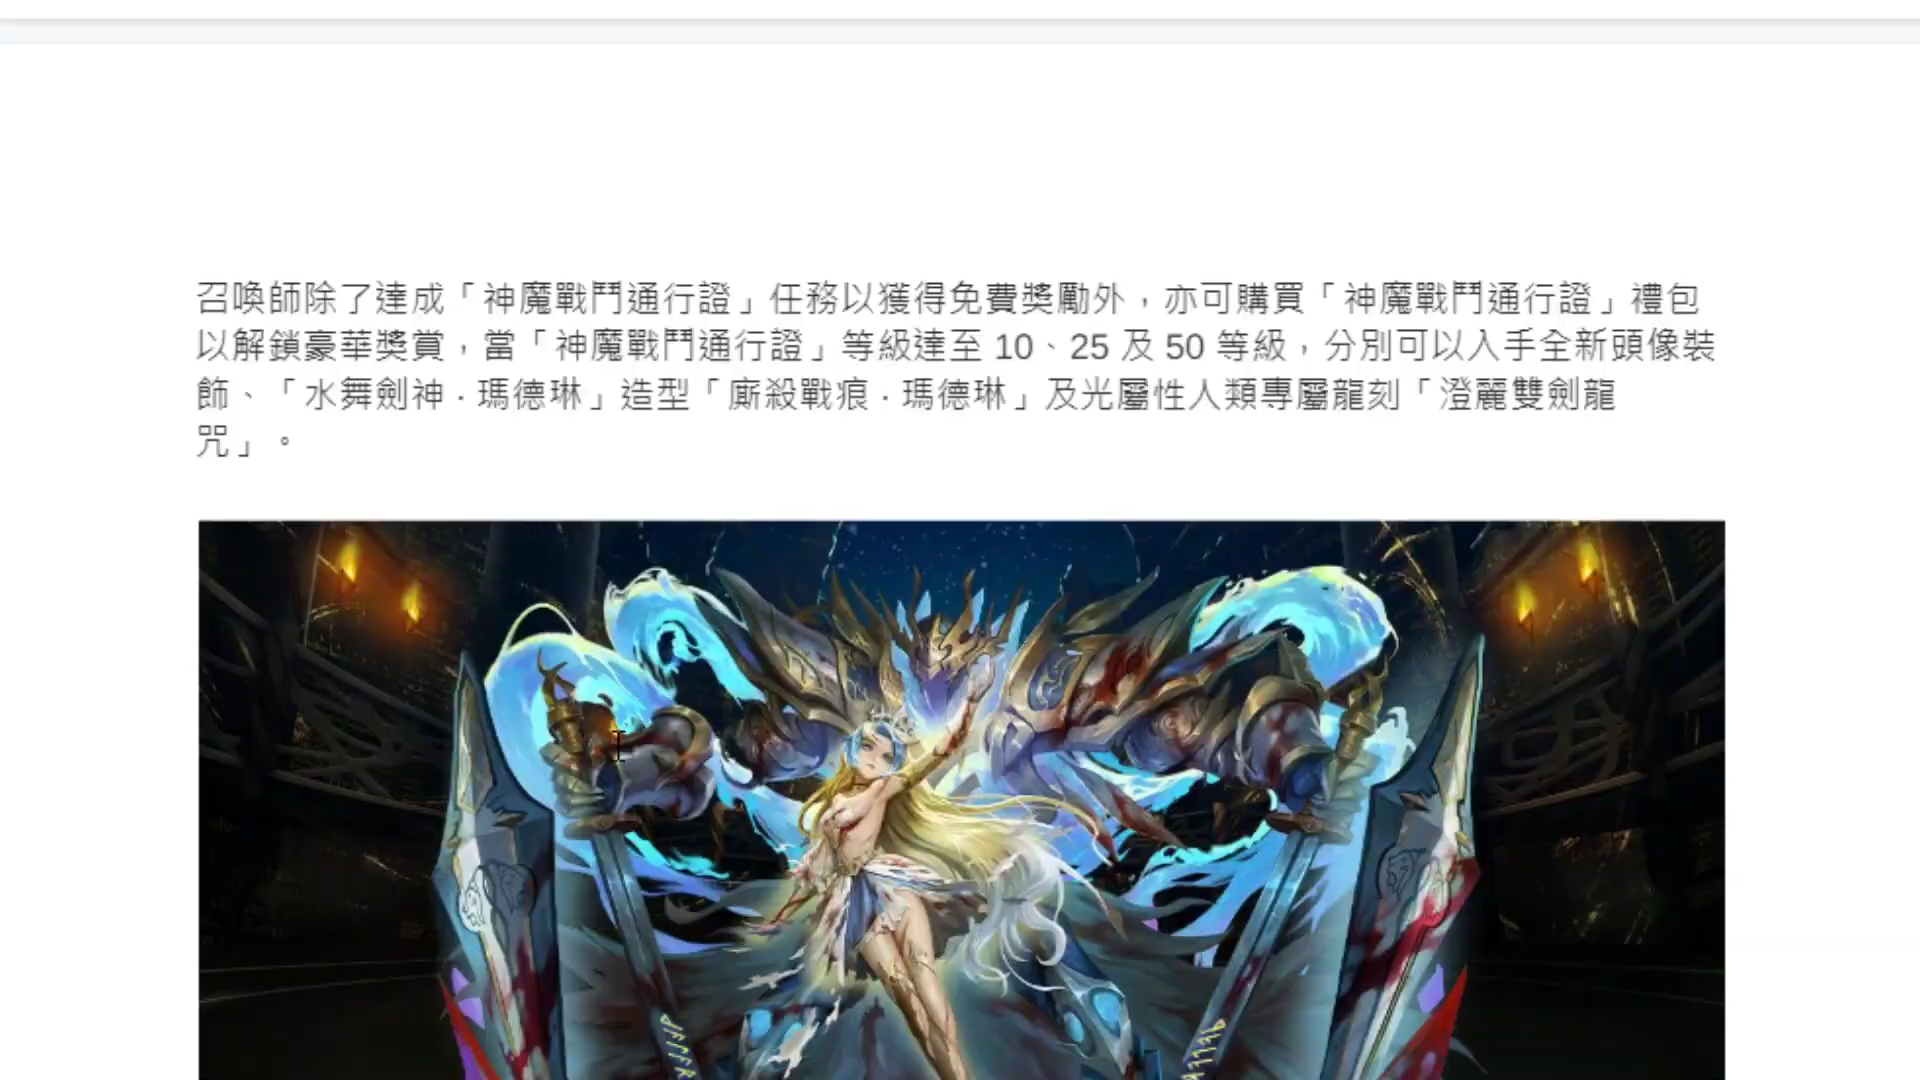 召喚師除了達成「神魔戰鬥通行證」任務以獲得免費獎勵外，亦可購買「神魔戰鬥通行證」禮包
以解鎖豪華獎賞，當「神魔戰鬥通行證」等級達至 10、25 及 50 等級，分別可以入手全新頭像裝
飾、「水舞劍神 ‧ 瑪德琳」造型「廝殺戰痕 ‧ 瑪德琳」及光屬性人類專屬龍刻「澄麗雙劍龍
咒」。